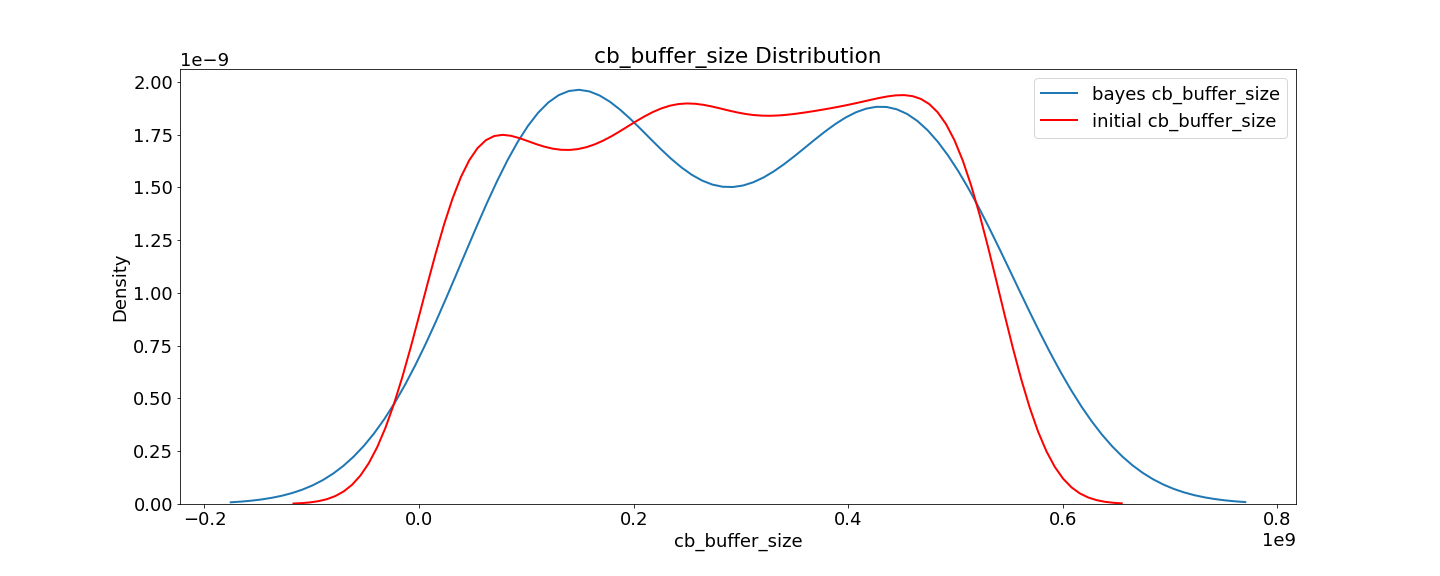 cb_buffer_size Distribution
1e−9
2.00
1.75
1.50
1.25
1.00
0.75
0.50
0.25
0.00
Density
bayes cb_buffer_size
initial cb_buffer_size
−0.2
0.0
0.2
0.4
0.6
0.8
cb_buffer_size
1e9